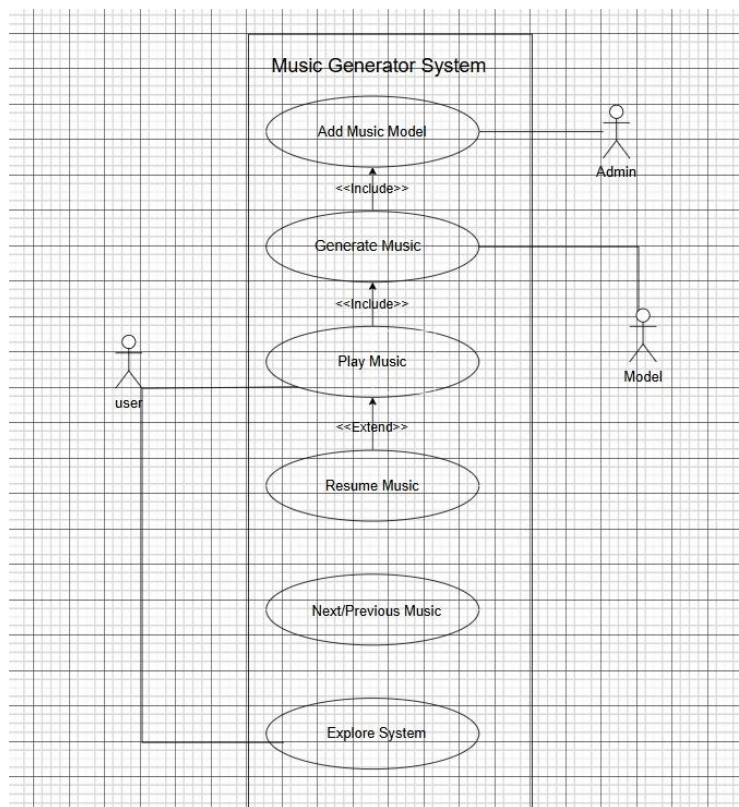 Music Generator System
Add Music Model
Admin
<<Include>>
Generate Music
<<Include>>
Play Music
Model
user
<<Extend>>
Resume Music
Next/Previous Music
Explore System